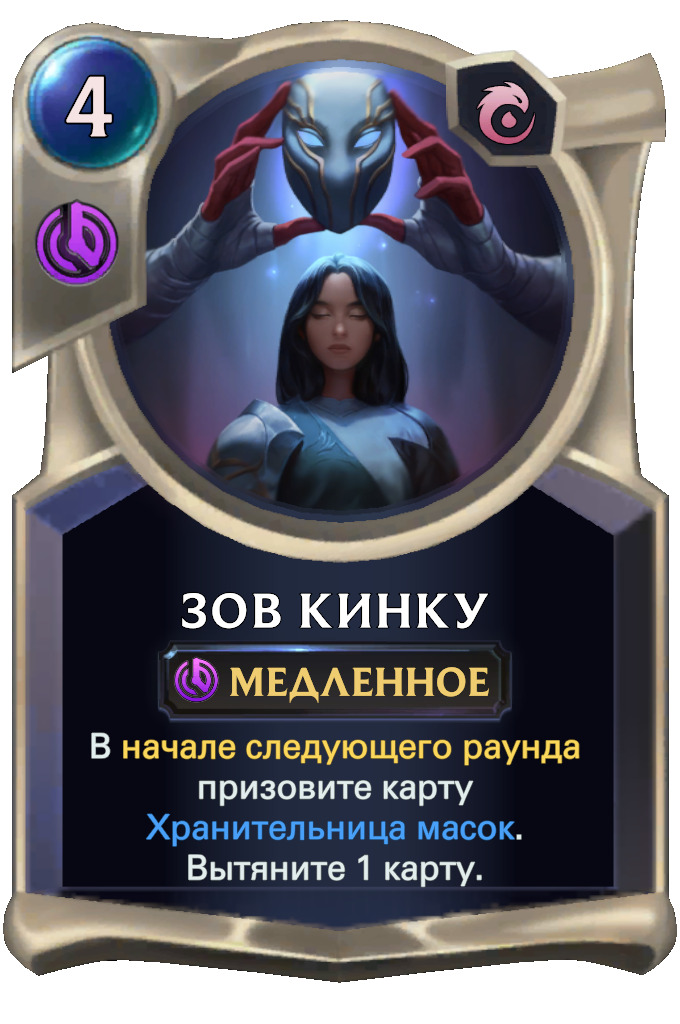 4
ЗОВ КИНКУ
МЕДЛЕННОЕ
В начале следующего раунда
призовите карту
Хранительница масок.
Вытяните 1 карту.